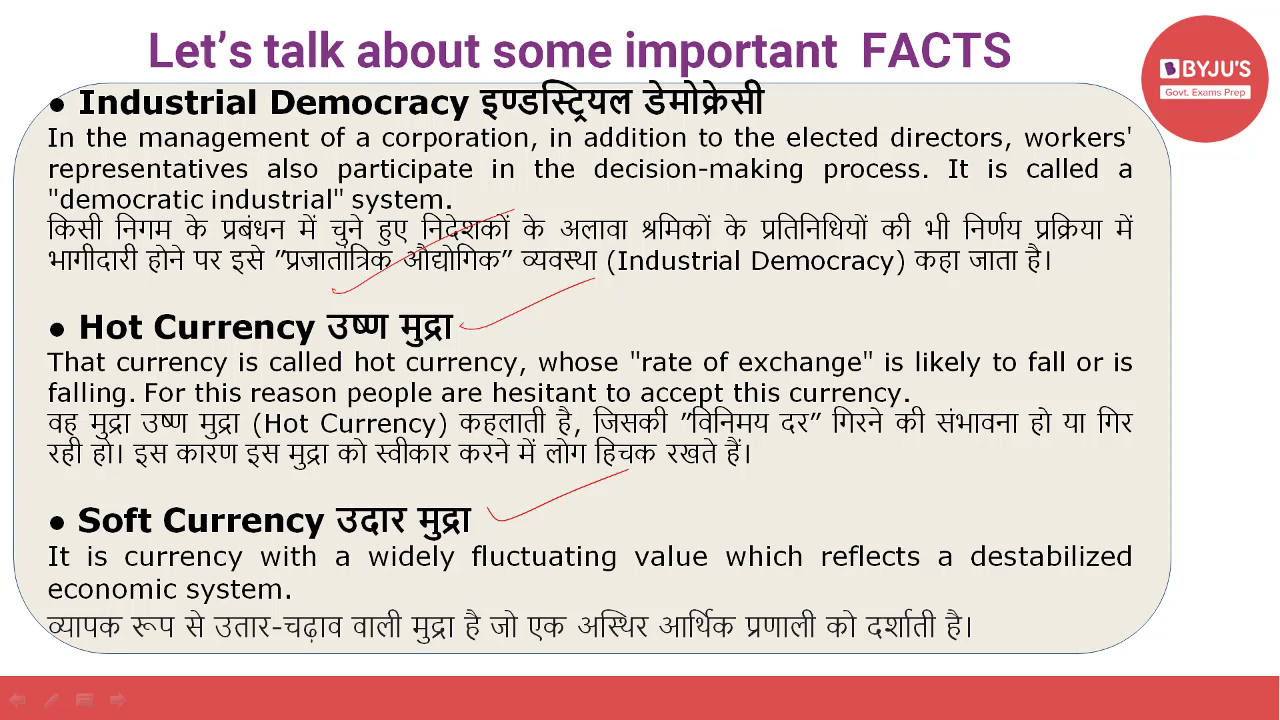 Let's talk about some important FACTS
BYJU'S
Govt. Exams Prep
● Industrial Democracy इण्डस्ट्रियल डेमोक्रेसी
In the management of a corporation, in addition to the elected directors, workers'
representatives also participate in the decision-making process. It is called a
"democratic industrial" system.
किसी निगम के प्रबंधन में चुने हुए निदेशकों के अलावा श्रमिकों के प्रतिनिधियों की भी निर्णय प्रक्रिया में
भागीदारी होने पर इसे ”प्रजातांत्रिक औद्योगिक” व्यवस्था (Industrial Democracy) कहा जाता है।
● Hot Currency उष्ण मुद्रा
That currency is called hot currency, whose "rate of exchange" is likely to fall or is
falling. For this reason people are hesitant to accept this currency.
वह मुद्रा उष्ण मुद्रा (Hot Currency) कहलाती है, जिसकी ”विनिमय दर” गिरने की संभावना हो या गिर
रही हो। इस कारण इस मुद्रा को स्वीकार करने में लोग हिचक रखते हैं।
● Soft Currency उदार मुद्रा
It is currency with a widely fluctuating value which reflects a destabilized
economic system.
व्यापक रूप से उतार-चढ़ाव वाली मुद्रा है जो एक अस्थिर आर्थिक प्रणाली को दर्शाती है।